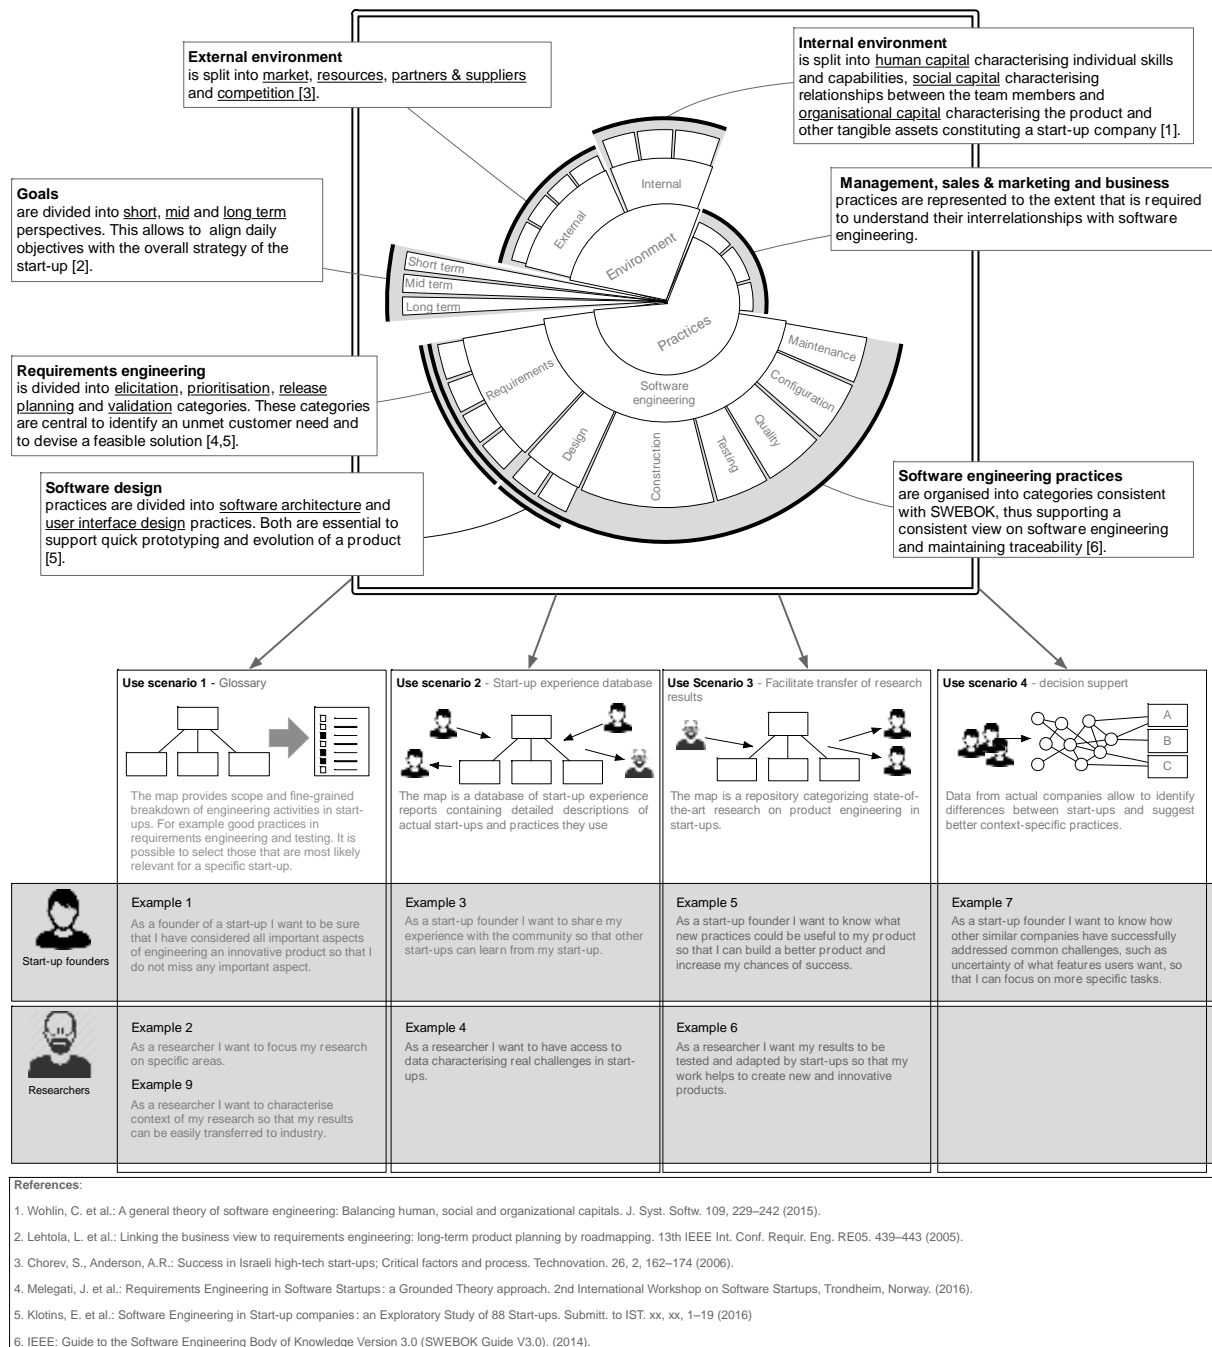 External environment
is split into market, resources, partners & suppliers
and competition [3].
Internal environment
is split into human capital characterising individual skills
and capabilities, social capital characterising
relationships between the team members and
organisational capital characterising the product and
other tangible assets constituting a start-up company [1].
Goals
are divided into short, mid and long term
perspectives. This allows to align daily
objectives with the overall strategy of the
start-up [2].
Management, sales & marketing and business
practices are represented to the extent that is required
to understand their interrelationships with software
engineering.
Internal
External
Environment
Short term
Mid term
Long term
Practices
Software
engineering
Requirements
Design
Construction
Testing
Quality
Configuration
Maintenance
Requirements engineering
is divided into elicitation, prioritisation, release
planning and validation categories. These categories
are central to identify an unmet customer need and
to devise a feasible solution [4,5].
Software design
practices are divided into software architecture and
user interface design practices. Both are essential to
support quick prototyping and evolution of a product
[5].
Software engineering practices
are organised into categories consistent
with SWEBOK, thus supporting a
consistent view on software engineering
and maintaining traceability [6].
Use scenario 1 - Glossary
The map provides scope and fine-grained
breakdown of engineering activities in start-
ups. For example good practices in
requirements engineering and testing. It is
possible to select those that are most likely
relevant for a specific start-up.
Use scenario 2 - Start-up experience database
The map is a database of start-up experience
reports containing detailed descriptions of
actual start-ups and practices they use
Use Scenario 3 - Facilitate transfer of research
results
The map is a repository categorizing state-of-
the-art research on product engineering in
start-ups.
Use scenario 4 - decision support
A
B
C
Data from actual companies allow to identify
differences between start-ups and suggest
better context-specific practices.
Start-up founders
Example 1
As a founder of a start-up I want to be sure
that I have considered all important aspects
of engineering an innovative product so that I
do not miss any important aspect.
Example 3
As a start-up founder I want to share my
experience with the community so that other
start-ups can learn from my start-up.
Example 5
As a start-up founder I want to know what
new practices could be useful to my product
so that I can build a better product and
increase my chances of success.
Example 7
As a start-up founder I want to know how
other similar companies have successfully
addressed common challenges, such as
uncertainty of what features users want, so
that I can focus on more specific tasks.
Researchers
Example 2
As a researcher I want to focus my research
on specific areas.
Example 9
As a researcher I want to characterise
context of my research so that my results
can be easily transferred to industry.
Example 4
As a researcher I want to have access to
data characterising real challenges in start-
ups.
Example 6
As a researcher I want my results to be
tested and adapted by start-ups so that my
work helps to create new and innovative
products.
References:
1. Wohlin, C. et al.: A general theory of software engineering: Balancing human, social and organizational capitals. J. Syst. Softw. 109, 229–242 (2015).
2. Lehtola, L. et al.: Linking the business view to requirements engineering: long-term product planning by roadmapping. 13th IEEE Int. Conf. Requir. Eng. RE05. 439–443 (2005).
3. Chorev, S., Anderson, A.R.: Success in Israeli high-tech start-ups; Critical factors and process. Technovation. 26, 2, 162–174 (2006).
4. Melegati, J. et al.: Requirements Engineering in Software Startups: a Grounded Theory approach. 2nd International Workshop on Software Startups, Trondheim, Norway. (2016).
5. Klotins, E. et al.: Software Engineering in Start-up companies: an Exploratory Study of 88 Start-ups. Submitt. to IST. xx, xx, 1–19 (2016)
6. IEEE: Guide to the Software Engineering Body of Knowledge Version 3.0 (SWEBOK Guide V3.0). (2014).